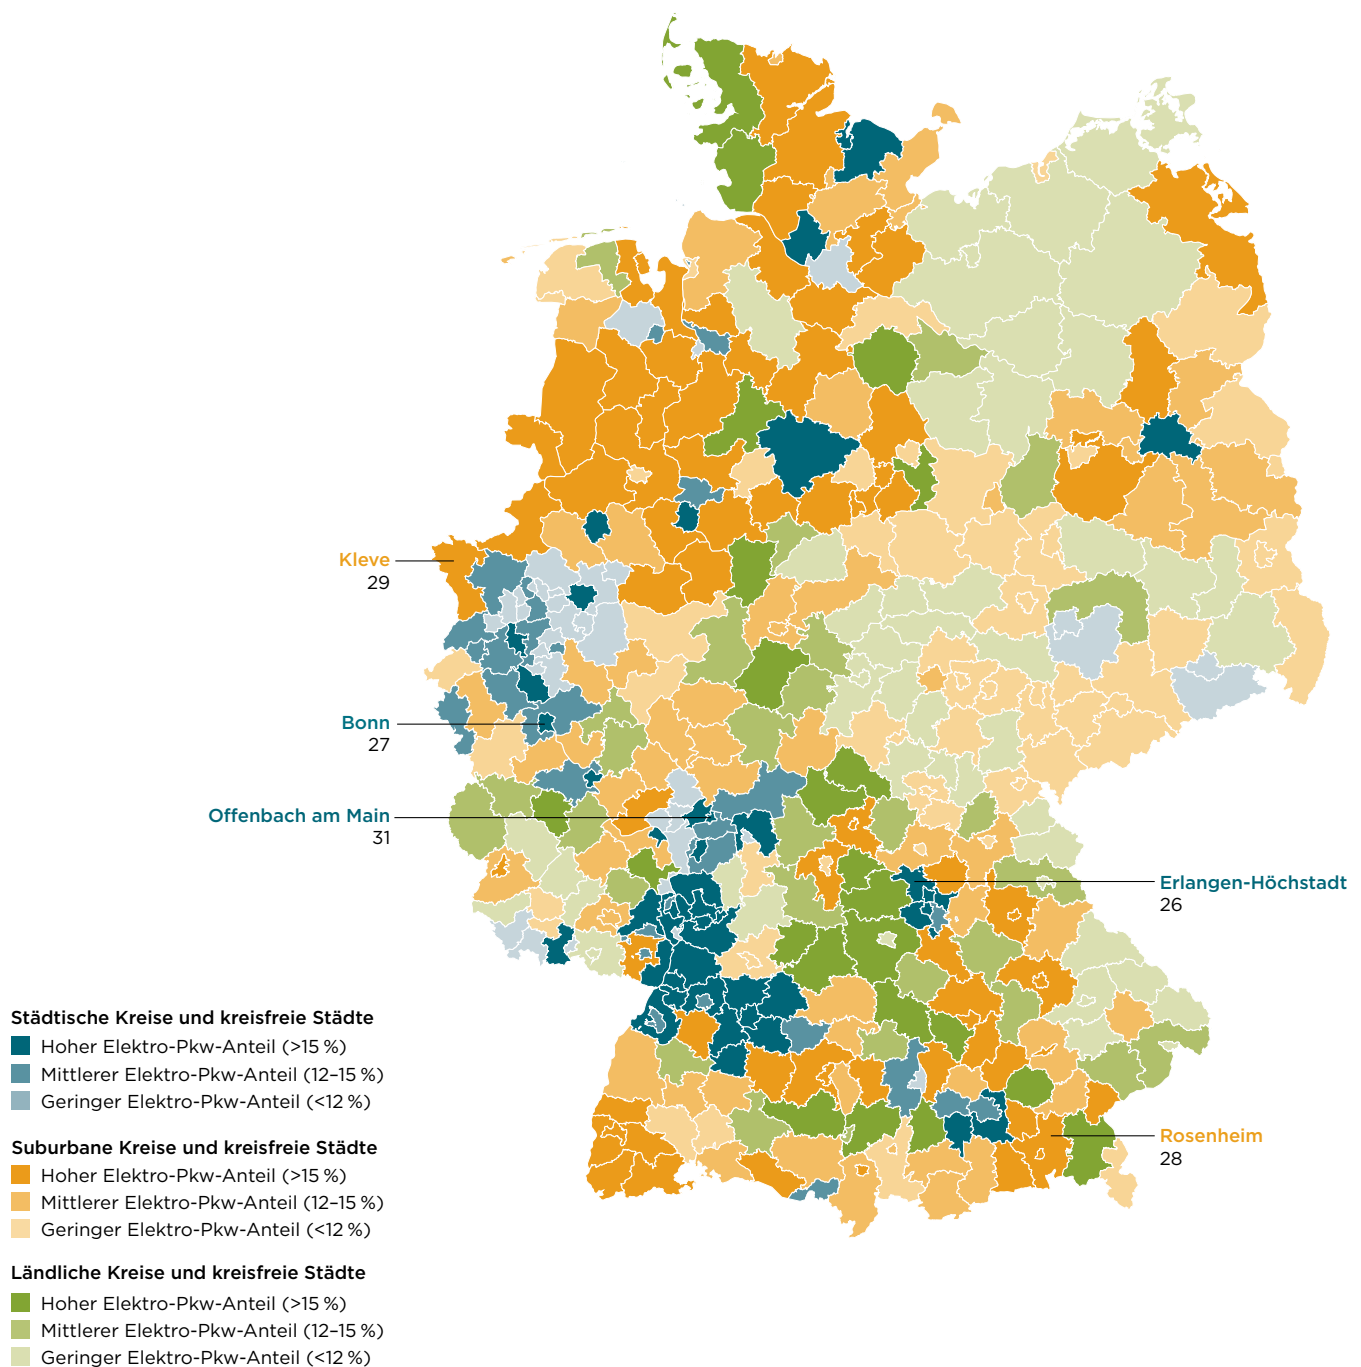 Kleve
29
Bonn
27
Offenbach am Main
31
Erlangen-Höchstadt
26
Rosenheim
28
Städtische Kreise und kreisfreie Städte
Hoher Elektro-Pkw-Anteil (>15 %)
Mittlerer Elektro-Pkw-Anteil (12–15 %)
Geringer Elektro-Pkw-Anteil (<12 %)
Suburbane Kreise und kreisfreie Städte
Hoher Elektro-Pkw-Anteil (>15 %)
Mittlerer Elektro-Pkw-Anteil (12–15 %)
Geringer Elektro-Pkw-Anteil (<12 %)
Ländliche Kreise und kreisfreie Städte
Hoher Elektro-Pkw-Anteil (>15 %)
Mittlerer Elektro-Pkw-Anteil (12–15 %)
Geringer Elektro-Pkw-Anteil (<12 %)